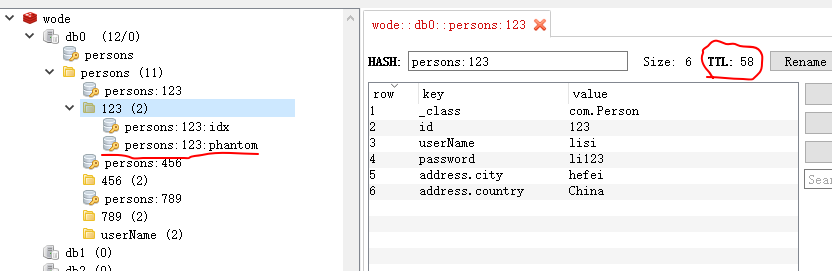 wode
db0 (12/0)
persons
persons (11)
persons:123
123 (2)
persons:123:idx
persons:123:phantom
persons:456
456 (2)
persons:789
789 (2)
userName (2)
db1 (0)
db2 (0)
wode::db0::persons:123
HASH: persons:123 Size: 6 TTL: 58 Rename
row key value
1 _class com.Person
2 id 123
3 userName lisi
4 password li123
5 address.city hefei
6 address.country China
Sear